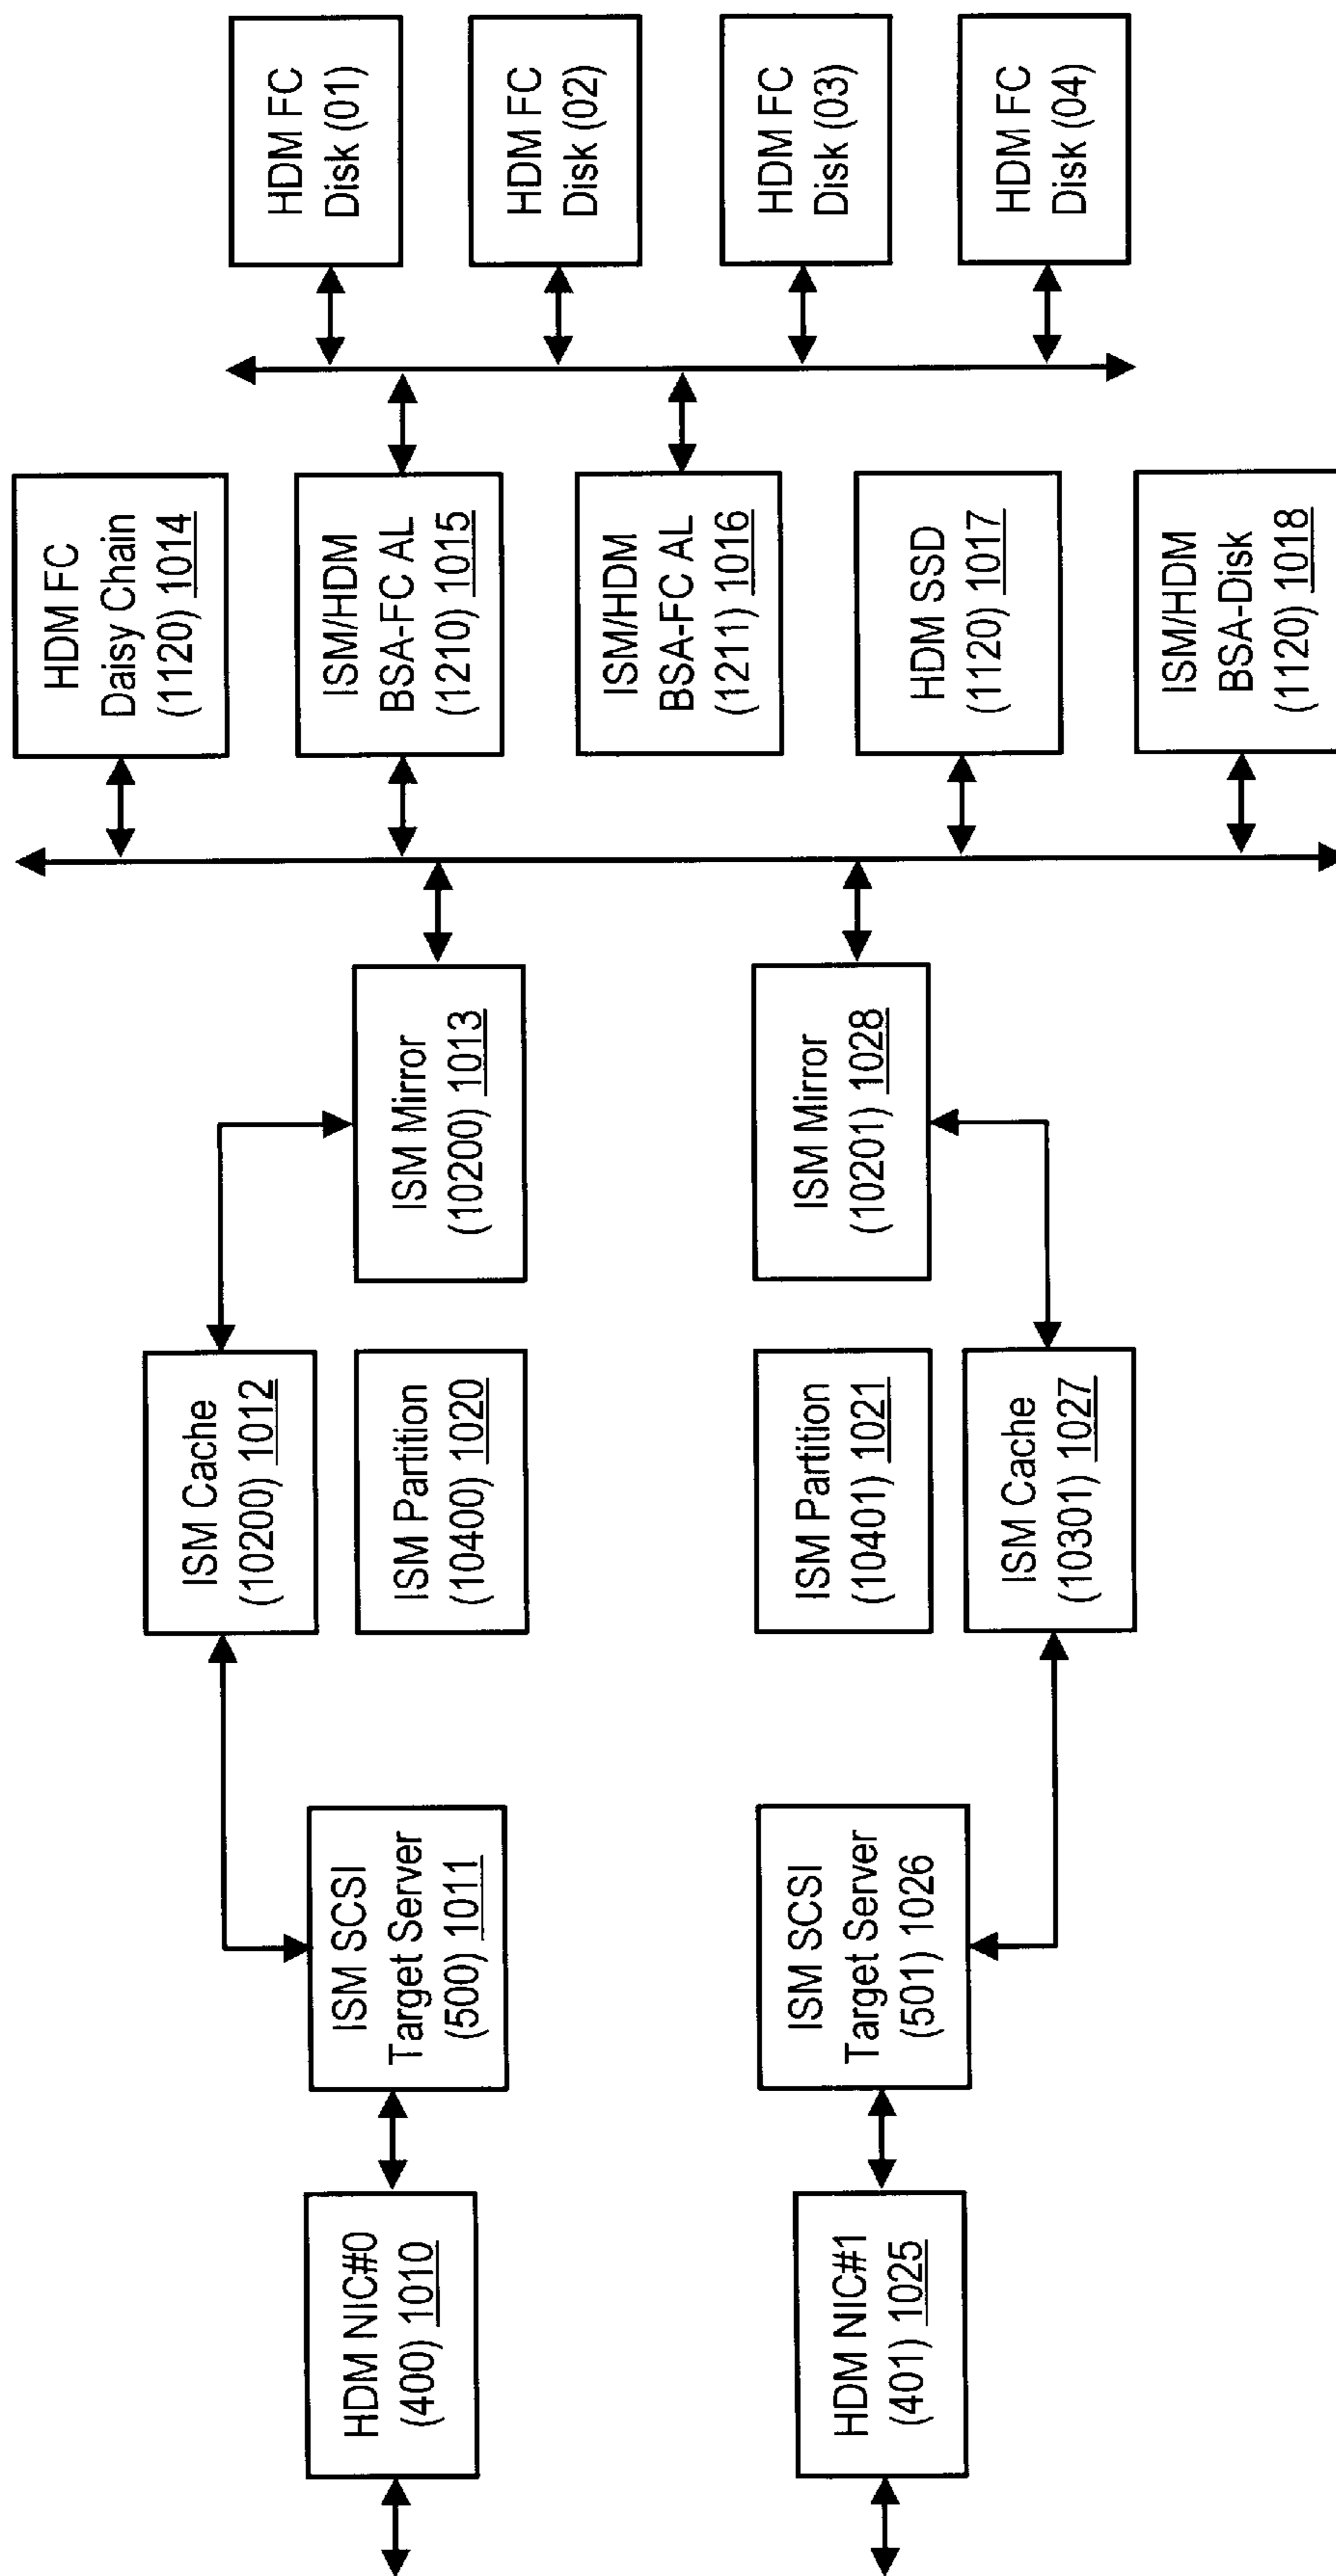 HDM NIC#0
(400) 1010
HDM NIC#1
(401) 1025
ISM SCSI
Target Server
(500) 1011
ISM SCSI
Target Server
(501) 1026
ISM Cache
(10200) 1012
ISM Partition
(10400) 1020
ISM Partition
(10401) 1021
ISM Cache
(10301) 1027
ISM Mirror
(10200) 1013
ISM Mirror
(10201) 1028
HDM FC
Daisy Chain
(1120) 1014
ISM/HDM
BSA-FC AL
(1210) 1015
ISM/HDM
BSA-FC AL
(1211) 1016
HDM SSD
(1120) 1017
ISM/HDM
BSA-Disk
(1120) 1018
HDM FC
Disk (01)
HDM FC
Disk (02)
HDM FC
Disk (03)
HDM FC
Disk (04)